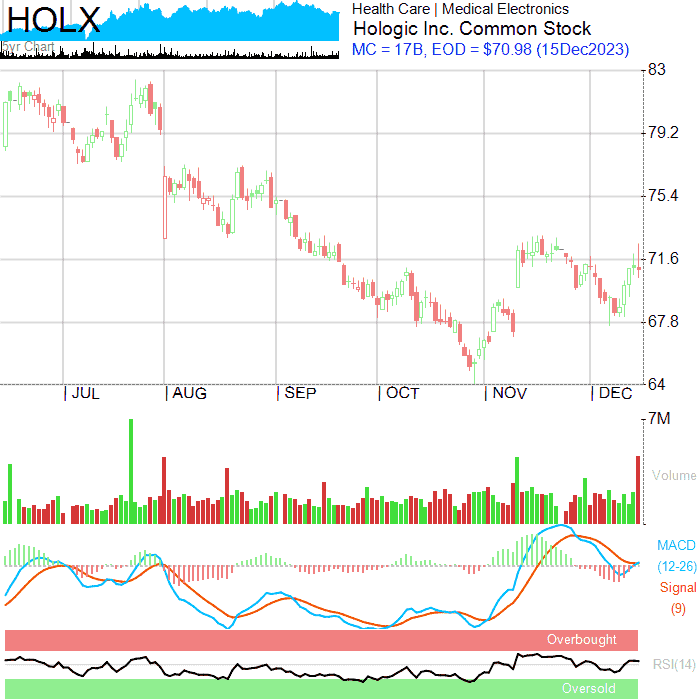 HOLX
5yr Chart
Health Care | Medical Electronics
Hologic Inc. Common Stock
MC = 17B, EOD = $70.98 (15Dec2023)
83
79.2
75.4
71.6
67.8
64
JUL
AUG
SEP
OCT
NOV
DEC
7M
Volume
MACD
(12-26)
Signal
(9)
Overbought
RSI(14)
Oversold